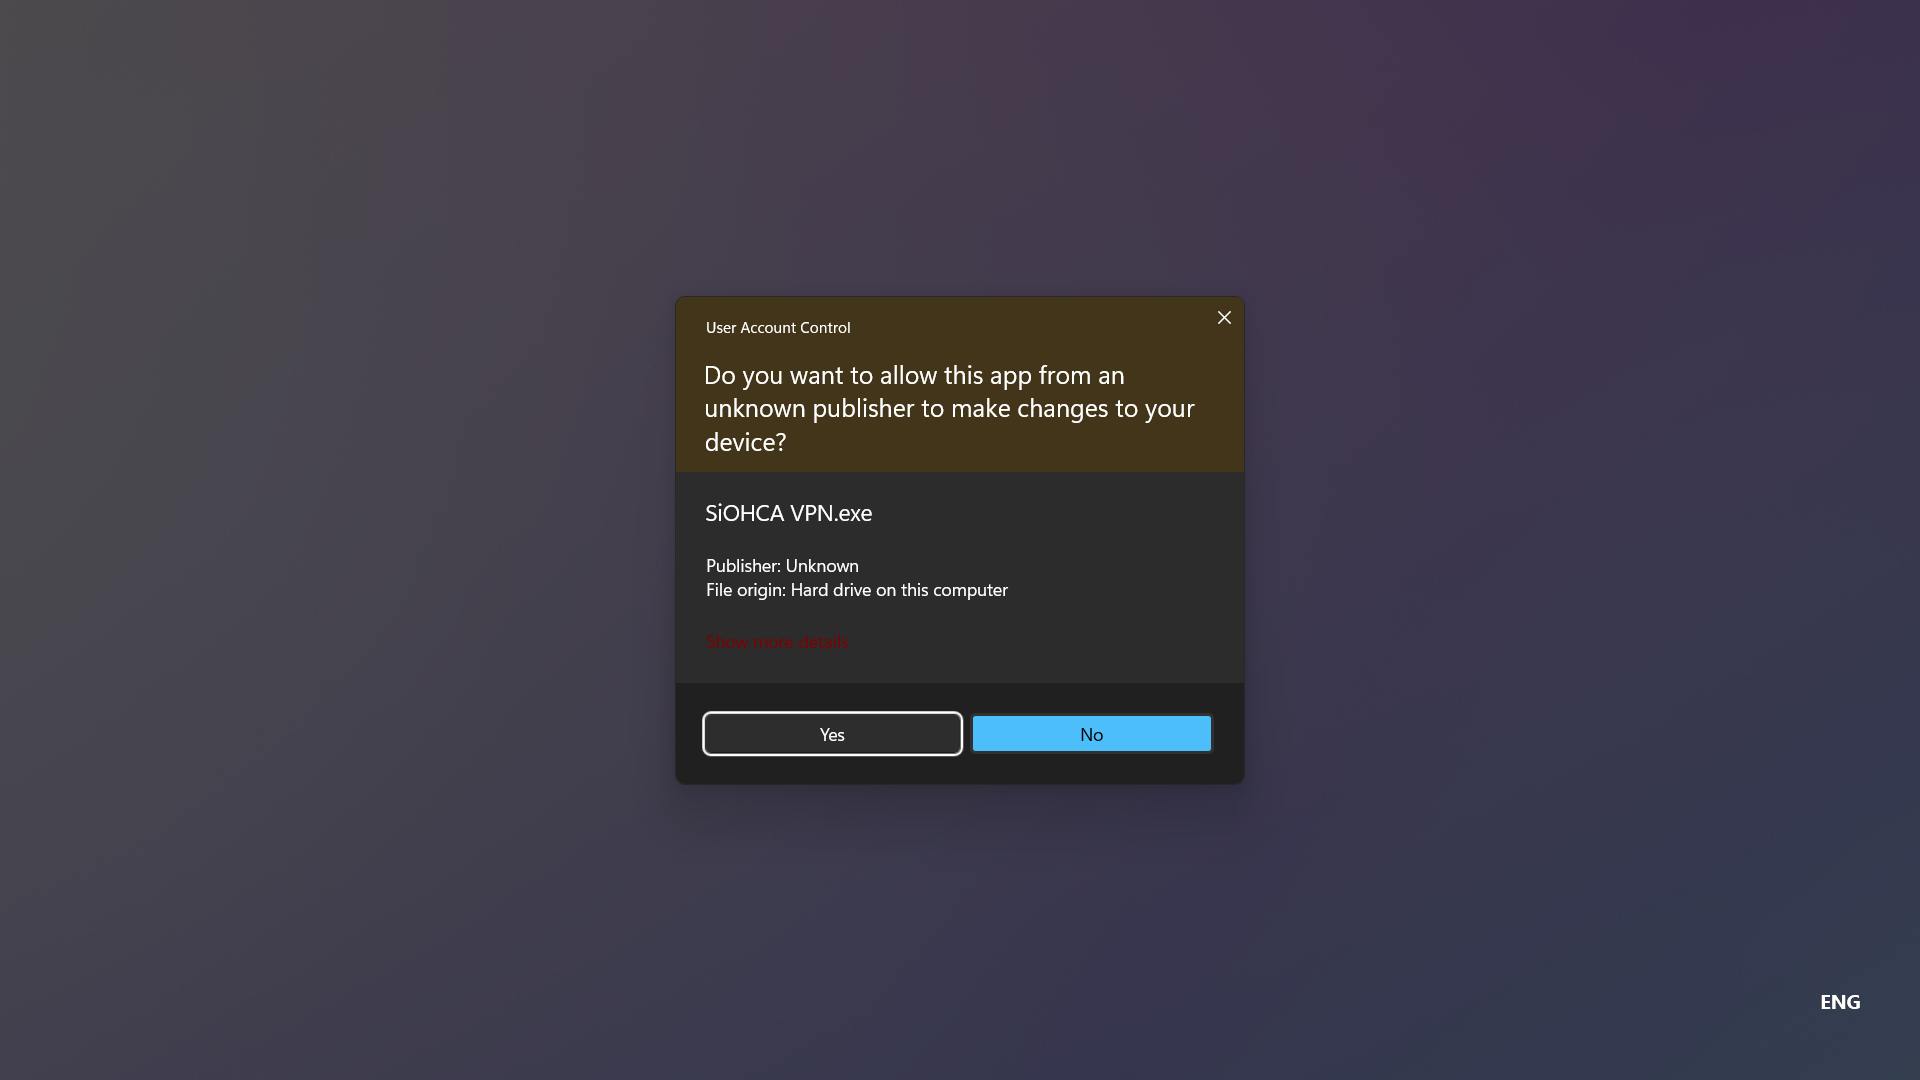 User Account Control
Do you want to allow this app from an
unknown publisher to make changes to your
device?
SiOHCA VPN.exe
Publisher: Unknown
File origin: Hard drive on this computer
Show more details
Yes
No
ENG